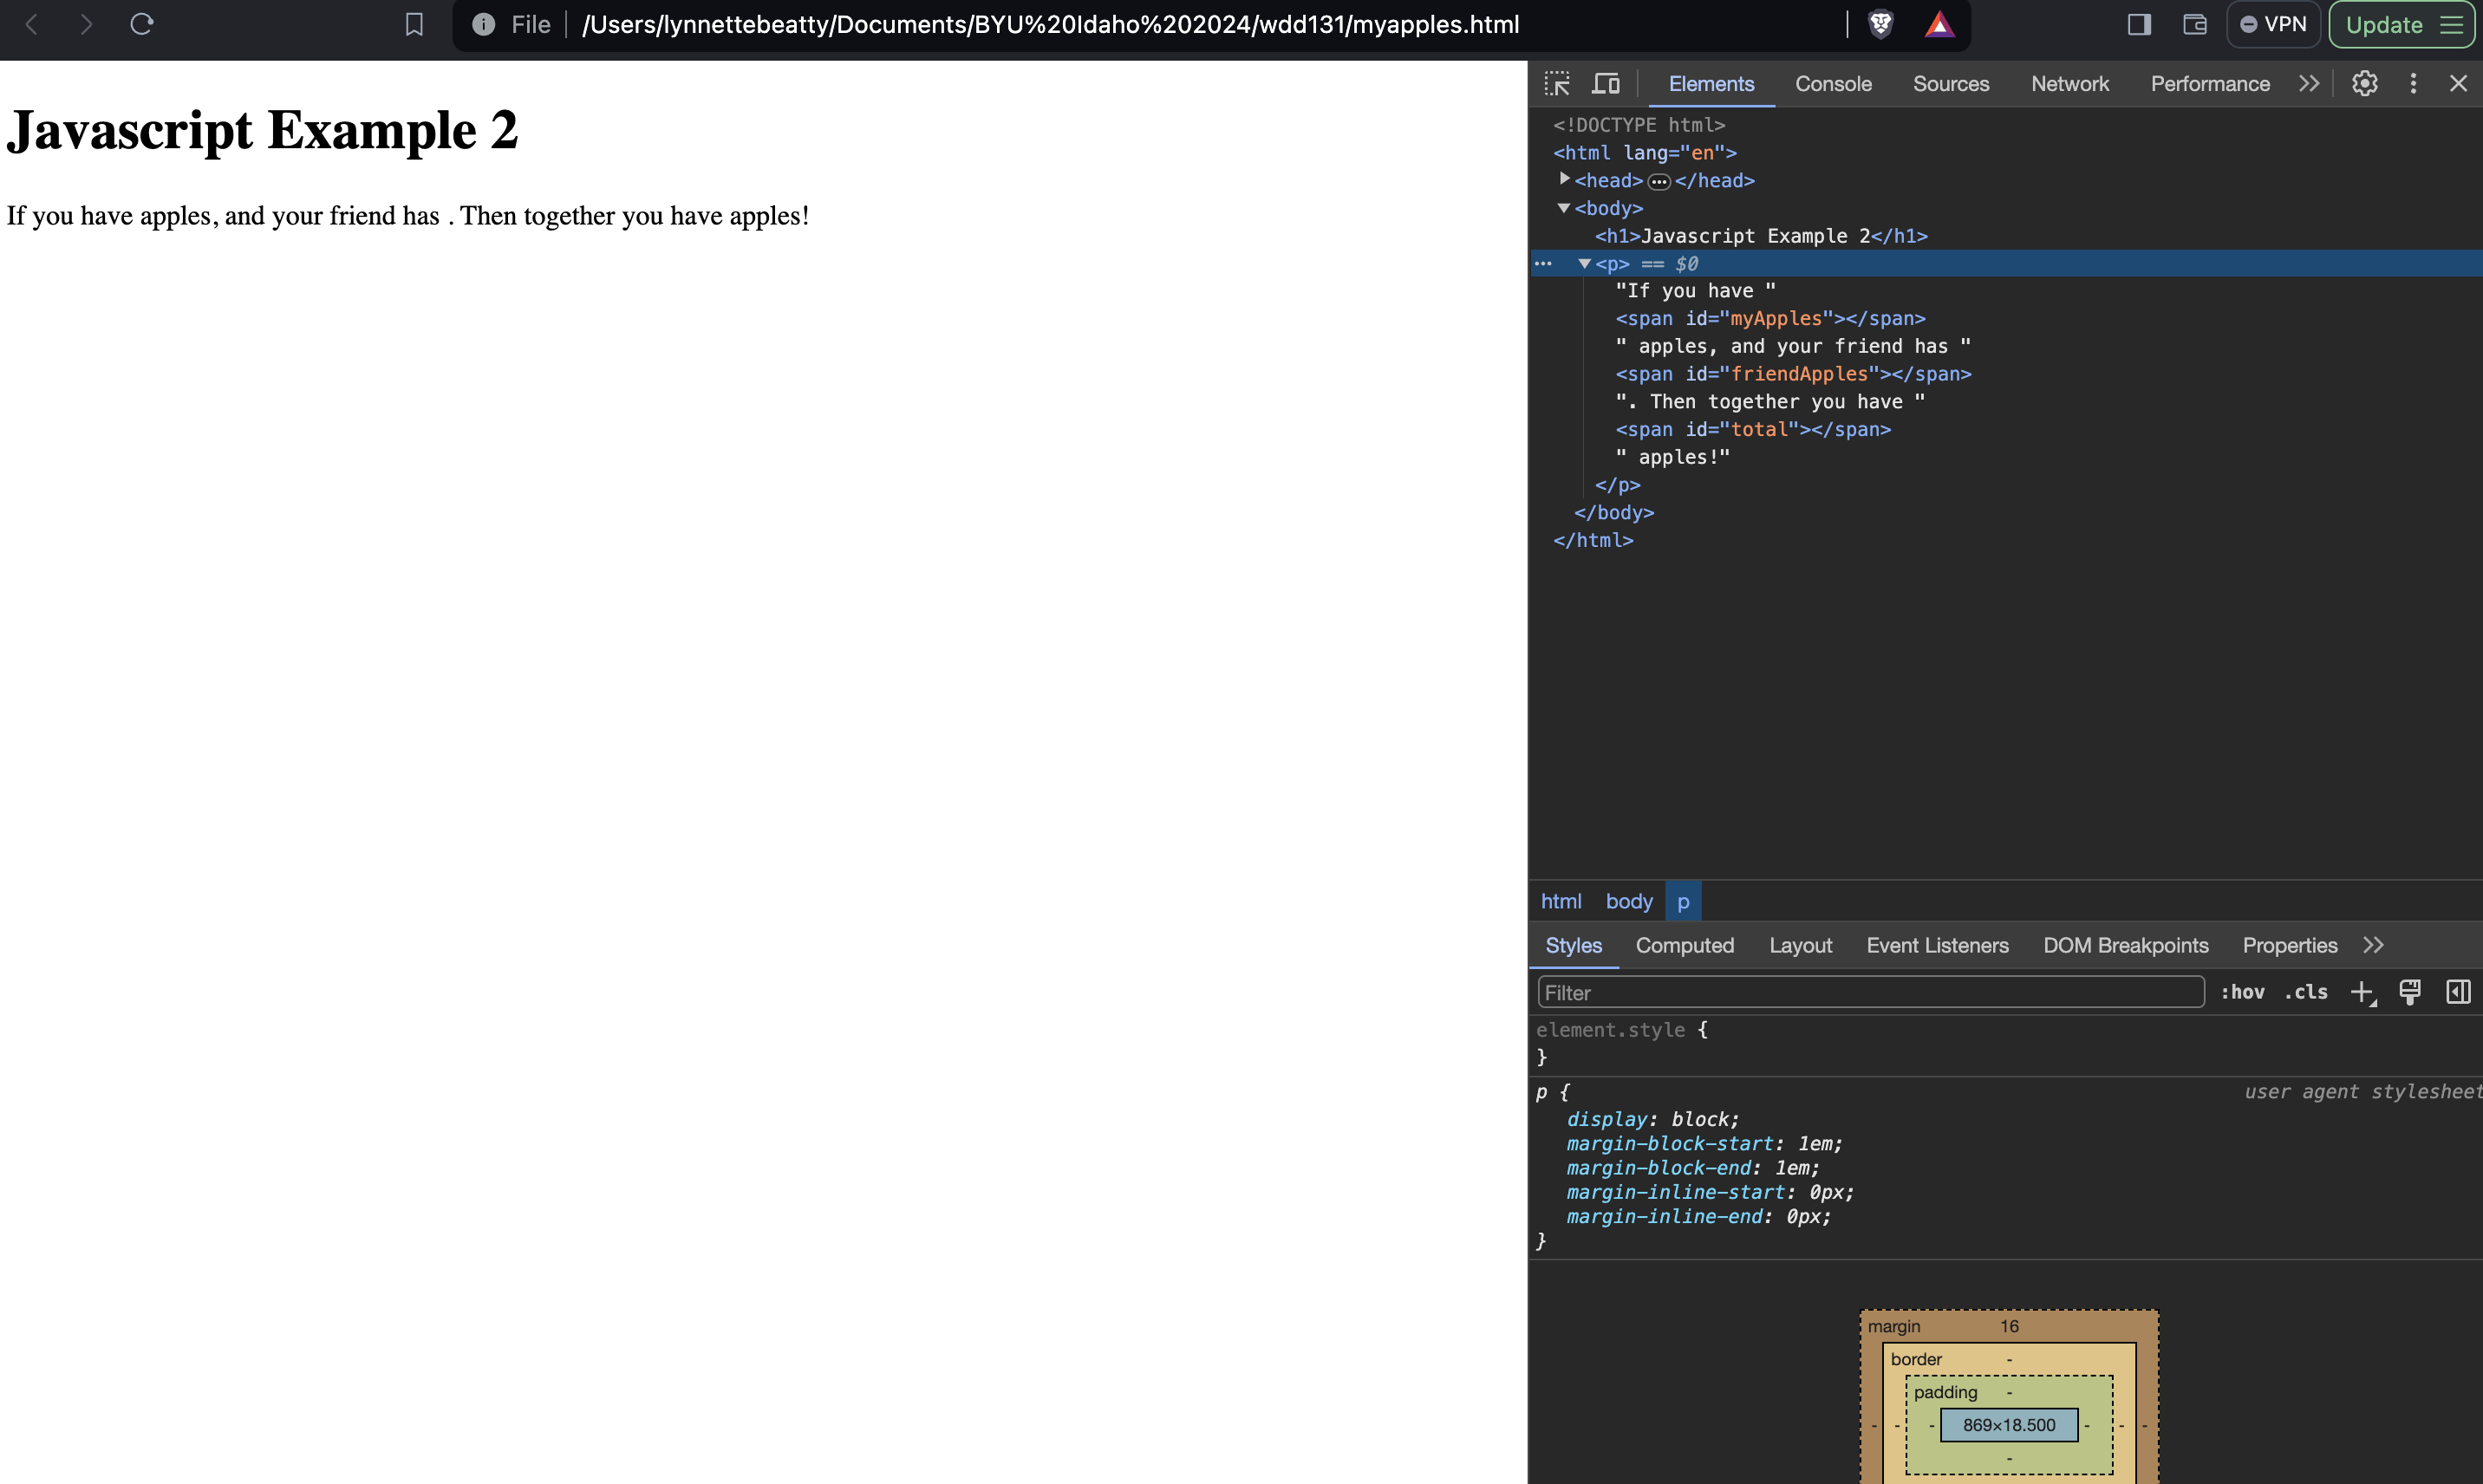 File /Users/lynnettebeatty/Documents/BYU%20Idaho%202024/wdd131/myapples.html VPN Update
Javascript Example 2
If you have apples, and your friend has . Then together you have apples!
Elements Console Sources Network Performance
<!DOCTYPE html>
<html lang="en">
<head>…</head>
<body>
<h1>Javascript Example 2</h1>
… <p> == $0
"If you have "
<span id="myApples"></span>
" apples, and your friend has "
<span id="friendApples"></span>
". Then together you have "
<span id="total"></span>
" apples!"
</p>
</body>
</html>
html body p
Styles Computed Layout Event Listeners DOM Breakpoints Properties
Filter :hov .cls
element.style {
}
p { user agent stylesheet
display: block;
margin-block-start: 1em;
margin-block-end: 1em;
margin-inline-start: 0px;
margin-inline-end: 0px;
}
margin 16
border -
padding -
- - - 869×18.500 - - -
-